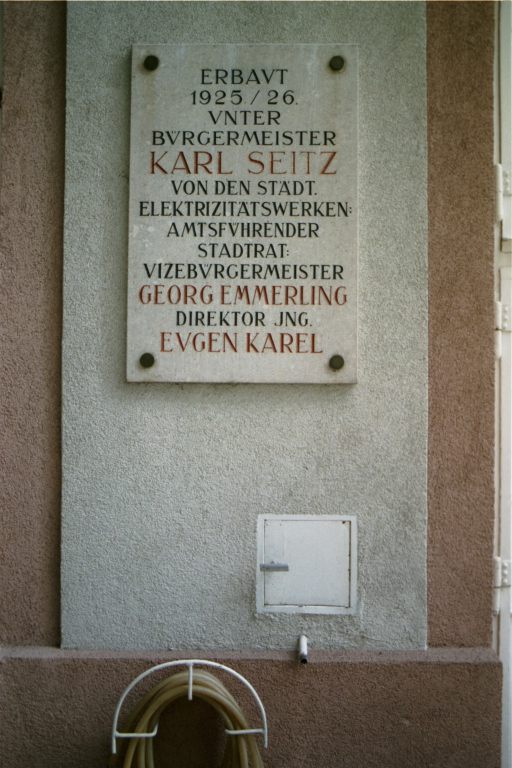 ERBAVT
1925./26.
VNTER
BVRGERMEISTER
KARL SEITZ
VON DEN STÄDT.
ELEKTRIZITÄTSWERKEN:
AMTSFVHRENDER
STADTRAT:
VIZEBVRGERMEISTER
GEORG EMMERLING
DIREKTOR JNG.
EVGEN KAREL